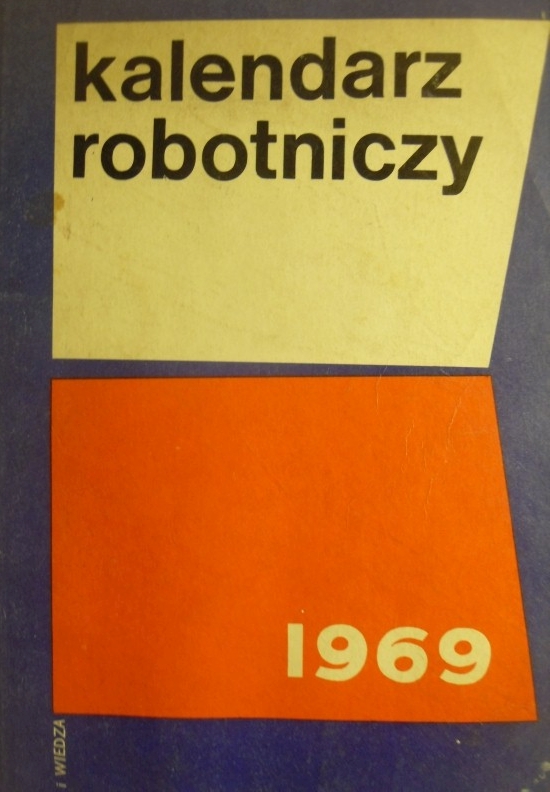 kalendarz
robotniczy
1969
i WIEDZA